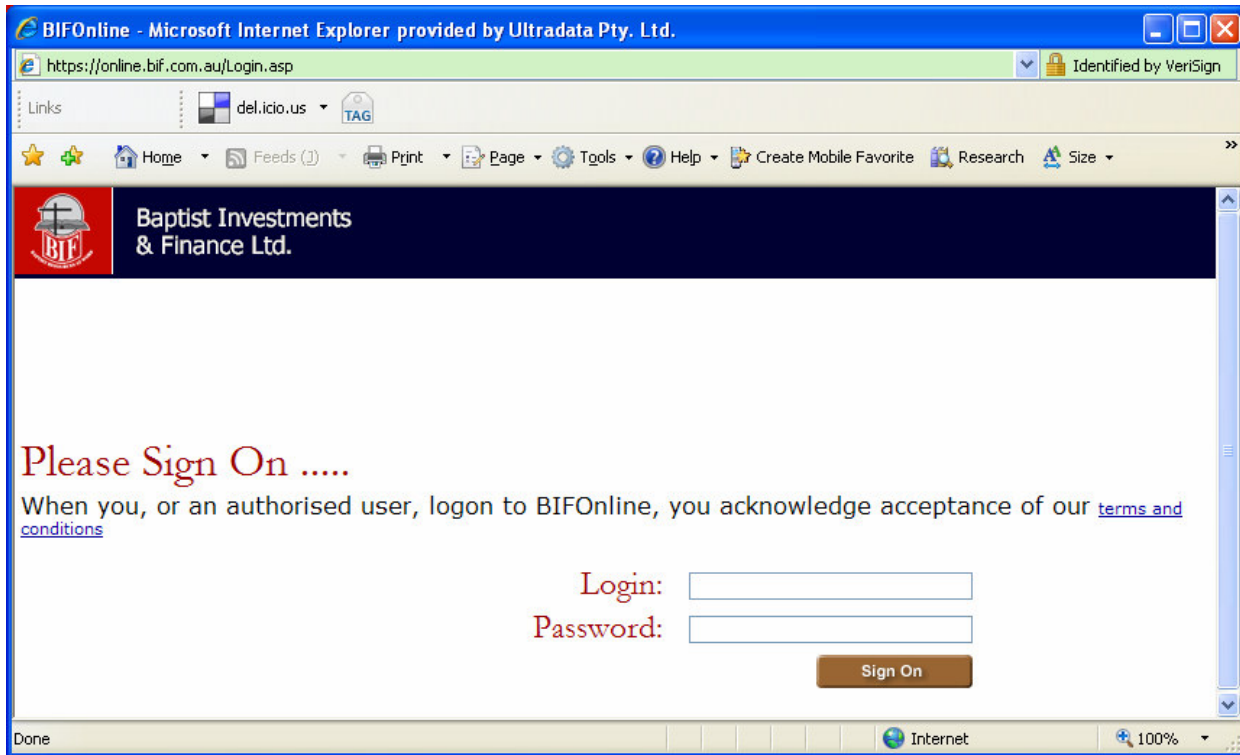 BIFOnline - Microsoft Internet Explorer provided by Ultradata Pty. Ltd.
https://online.bif.com.au/Login.asp Identified by VeriSign
Links del.icio.us TAG
Home Feeds (J) Print Page Tools Help Create Mobile Favorite Research Size »
BIF
Baptist Investments
& Finance Ltd.
Please Sign On .....
When you, or an authorised user, logon to BIFOnline, you acknowledge acceptance of our terms and
conditions
Login:
Password:
Sign On
Done Internet 100%